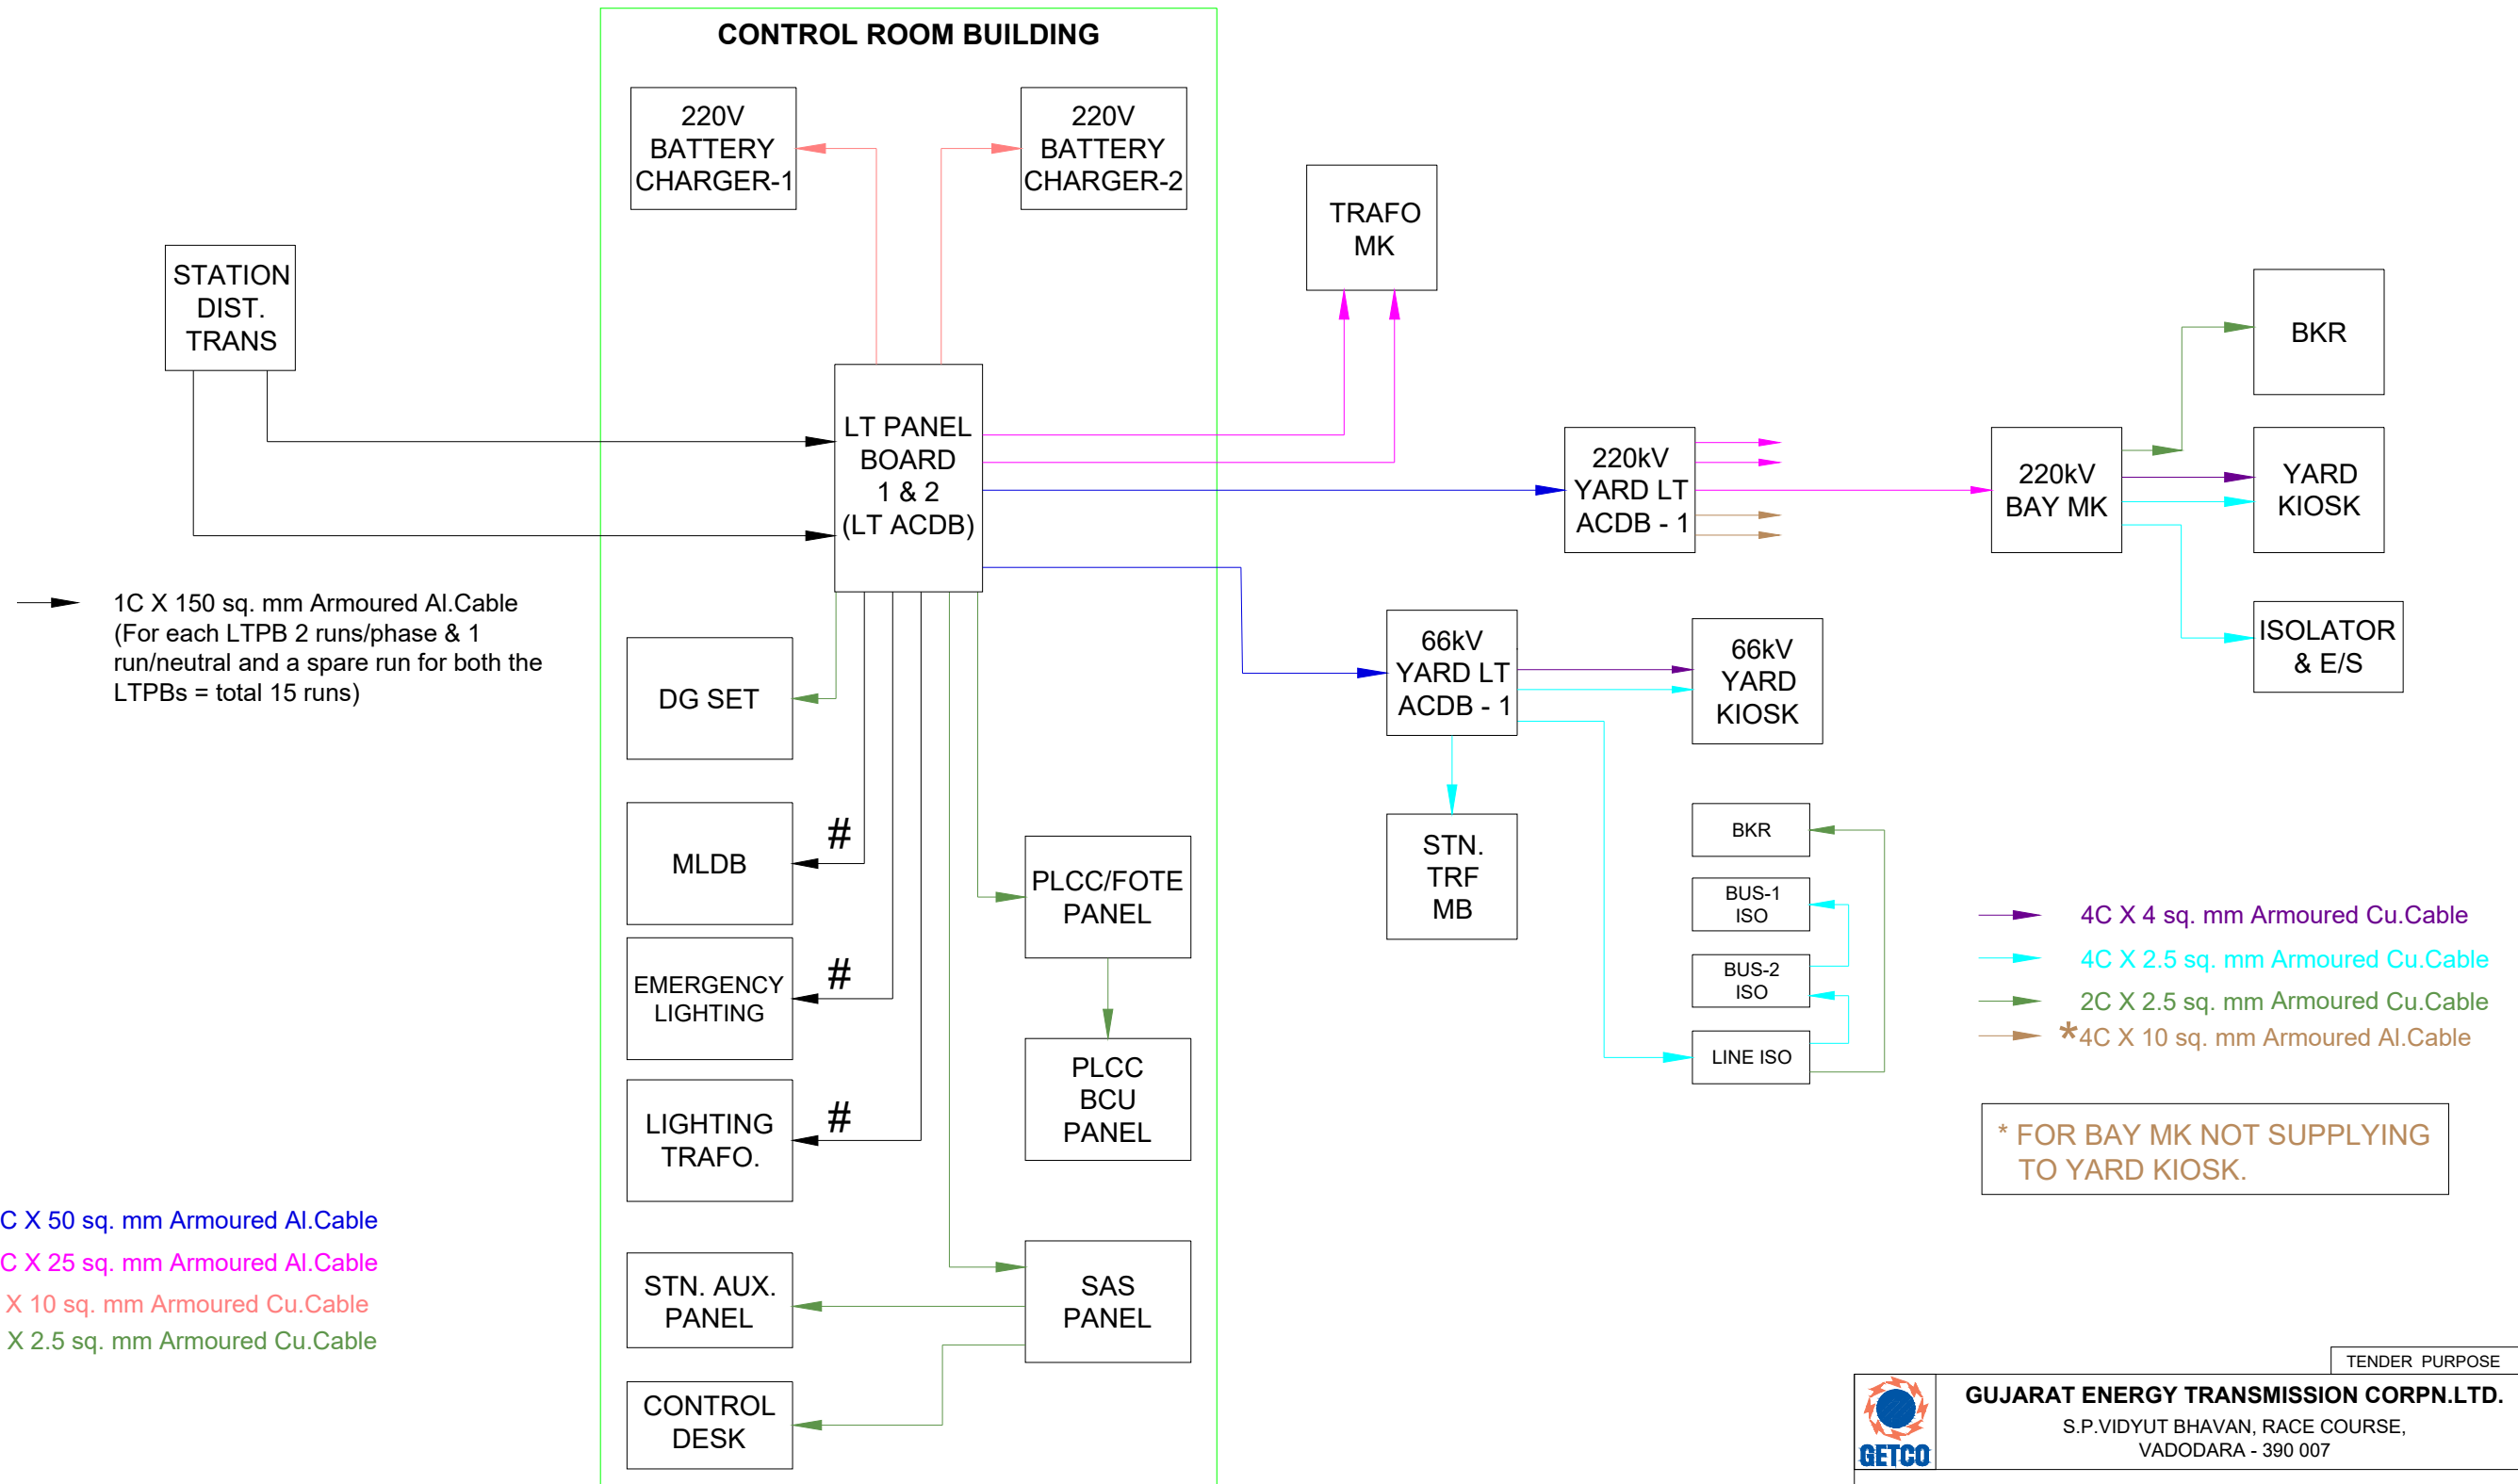 CONTROL ROOM BUILDING
220V
BATTERY
CHARGER-1
220V
BATTERY
CHARGER-2
TRAFO
MK
STATION
DIST.
TRANS
BKR
LT PANEL
BOARD
1 & 2
(LT ACDB)
220kV
YARD LT
ACDB - 1
220kV
BAY MK
YARD
KIOSK
ISOLATOR
& E/S
1C X 150 sq. mm Armoured Al.Cable
(For each LTPB 2 runs/phase & 1
run/neutral and a spare run for both the
LTPBs = total 15 runs)
DG SET
66kV
YARD LT
ACDB - 1
66kV
YARD
KIOSK
MLDB
#
PLCC/FOTE
PANEL
STN.
TRF
MB
BKR
BUS-1
ISO
BUS-2
ISO
LINE ISO
EMERGENCY
LIGHTING
#
4C X 4 sq. mm Armoured Cu.Cable
4C X 2.5 sq. mm Armoured Cu.Cable
2C X 2.5 sq. mm Armoured Cu.Cable
*4C X 10 sq. mm Armoured Al.Cable
PLCC
BCU
PANEL
LIGHTING
TRAFO.
#
* FOR BAY MK NOT SUPPLYING
TO YARD KIOSK.
C X 50 sq. mm Armoured Al.Cable
C X 25 sq. mm Armoured Al.Cable
X 10 sq. mm Armoured Cu.Cable
X 2.5 sq. mm Armoured Cu.Cable
STN. AUX.
PANEL
SAS
PANEL
CONTROL
DESK
TENDER PURPOSE
GETCO
GUJARAT ENERGY TRANSMISSION CORPN.LTD.
S.P.VIDYUT BHAVAN, RACE COURSE,
VADODARA - 390 007